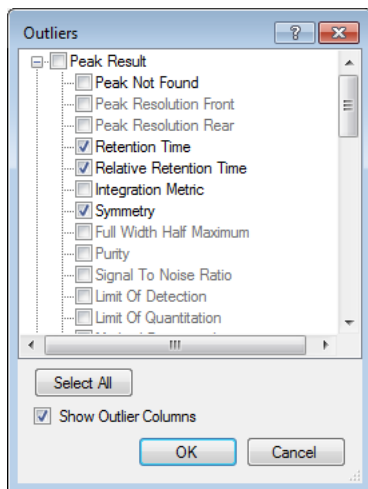 Outliers
Peak Result
Peak Not Found
Peak Resolution Front
Peak Resolution Rear
Retention Time
Relative Retention Time
Integration Metric
Symmetry
Full Width Half Maximum
Purity
Signal To Noise Ratio
Limit Of Detection
Limit Of Quantitation
Select All
Show Outlier Columns
OK Cancel